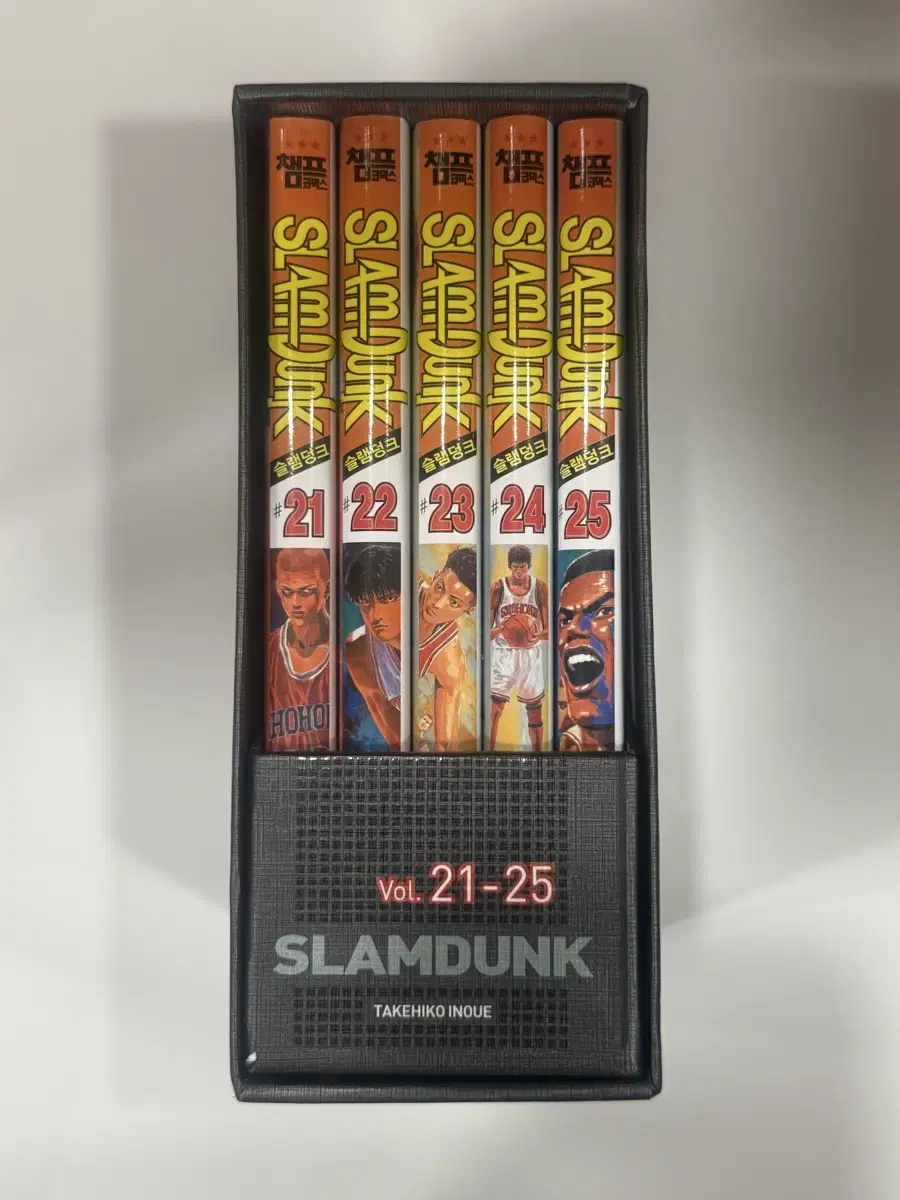 챔프
코믹스
SLAMDUNK
슬램덩크
#21
챔프
코믹스
SLAMDUNK
슬램덩크
#22
챔프
코믹스
SLAMDUNK
슬램덩크
#23
챔프
코믹스
SLAMDUNK
슬램덩크
#24
SHOHOKU
챔프
코믹스
SLAMDUNK
슬램덩크
#25
HOHO
Vol. 21-25
SLAMDUNK
TAKEHIKO INOUE